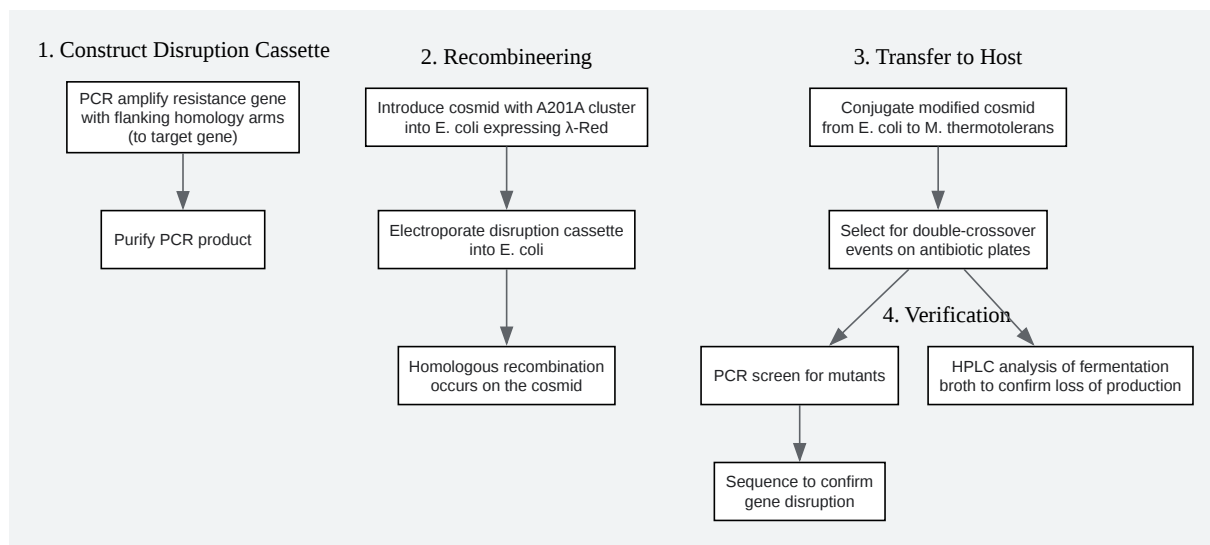 1. Construct Disruption Cassette
PCR amplify resistance gene
with flanking homology arms
(to target gene)
Purify PCR product
2. Recombineering
Introduce cosmid with A201A cluster
into E. coli expressing λ-Red
Electroporate disruption cassette
into E. coli
Homologous recombination
occurs on the cosmid
3. Transfer to Host
Conjugate modified cosmid
from E. coli to M. thermotolerans
Select for double-crossover
events on antibiotic plates
4. Verification
PCR screen for mutants
Sequence to confirm
gene disruption
HPLC analysis of fermentation
broth to confirm loss of production